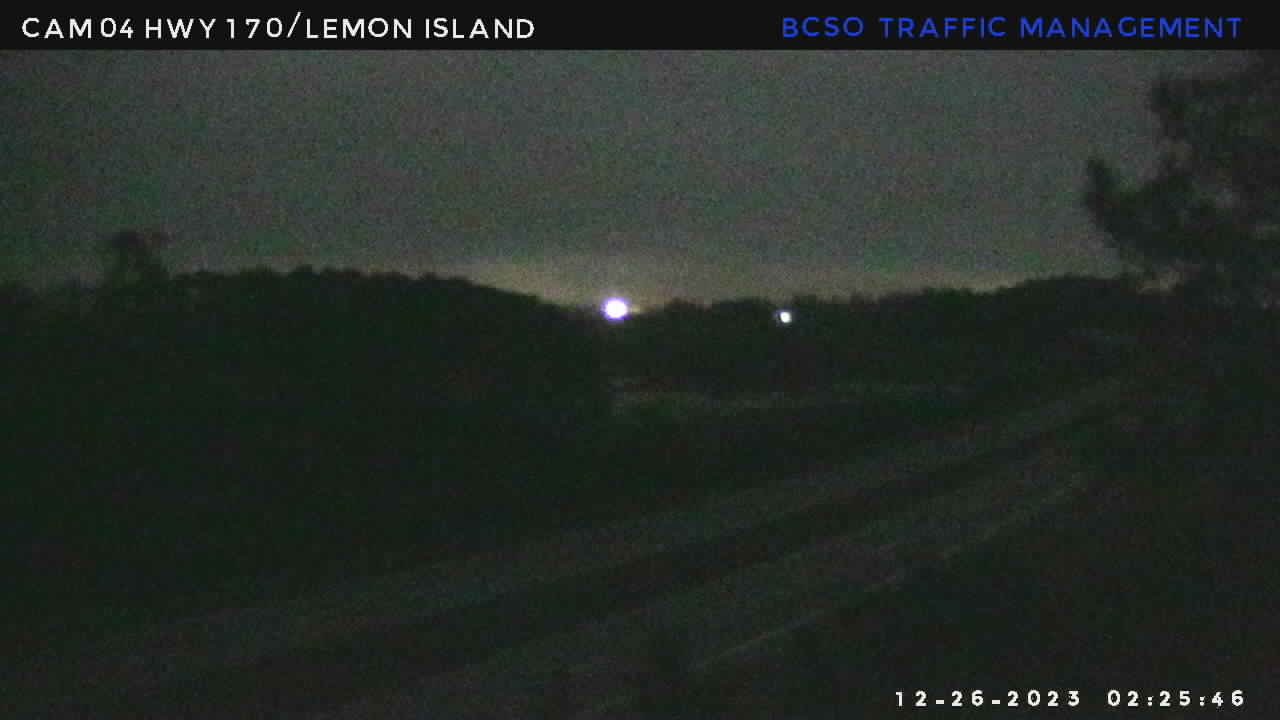 CAM04 HWY 170/LEMON ISLAND
BCSO TRAFFIC MANAGEMENT
12-26-2023 02:25:46